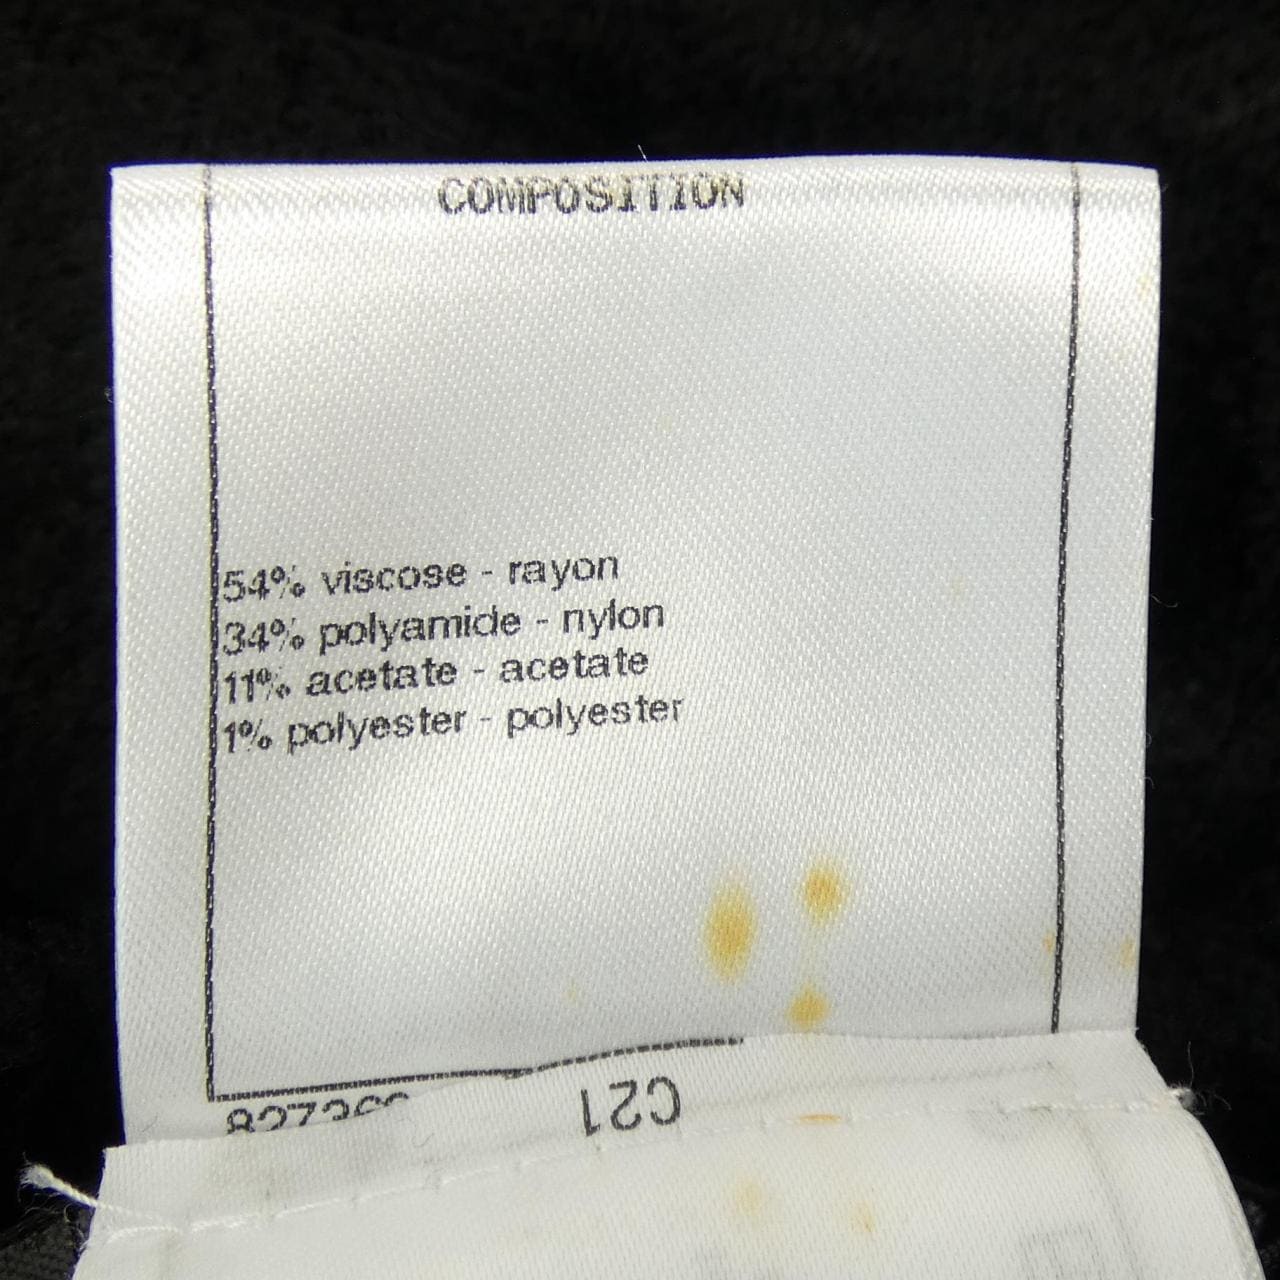 COMPOSITION
54% viscose - rayon
34% polyamide - nylon
11% acetate - acetate
1% polyester - polyester
C21